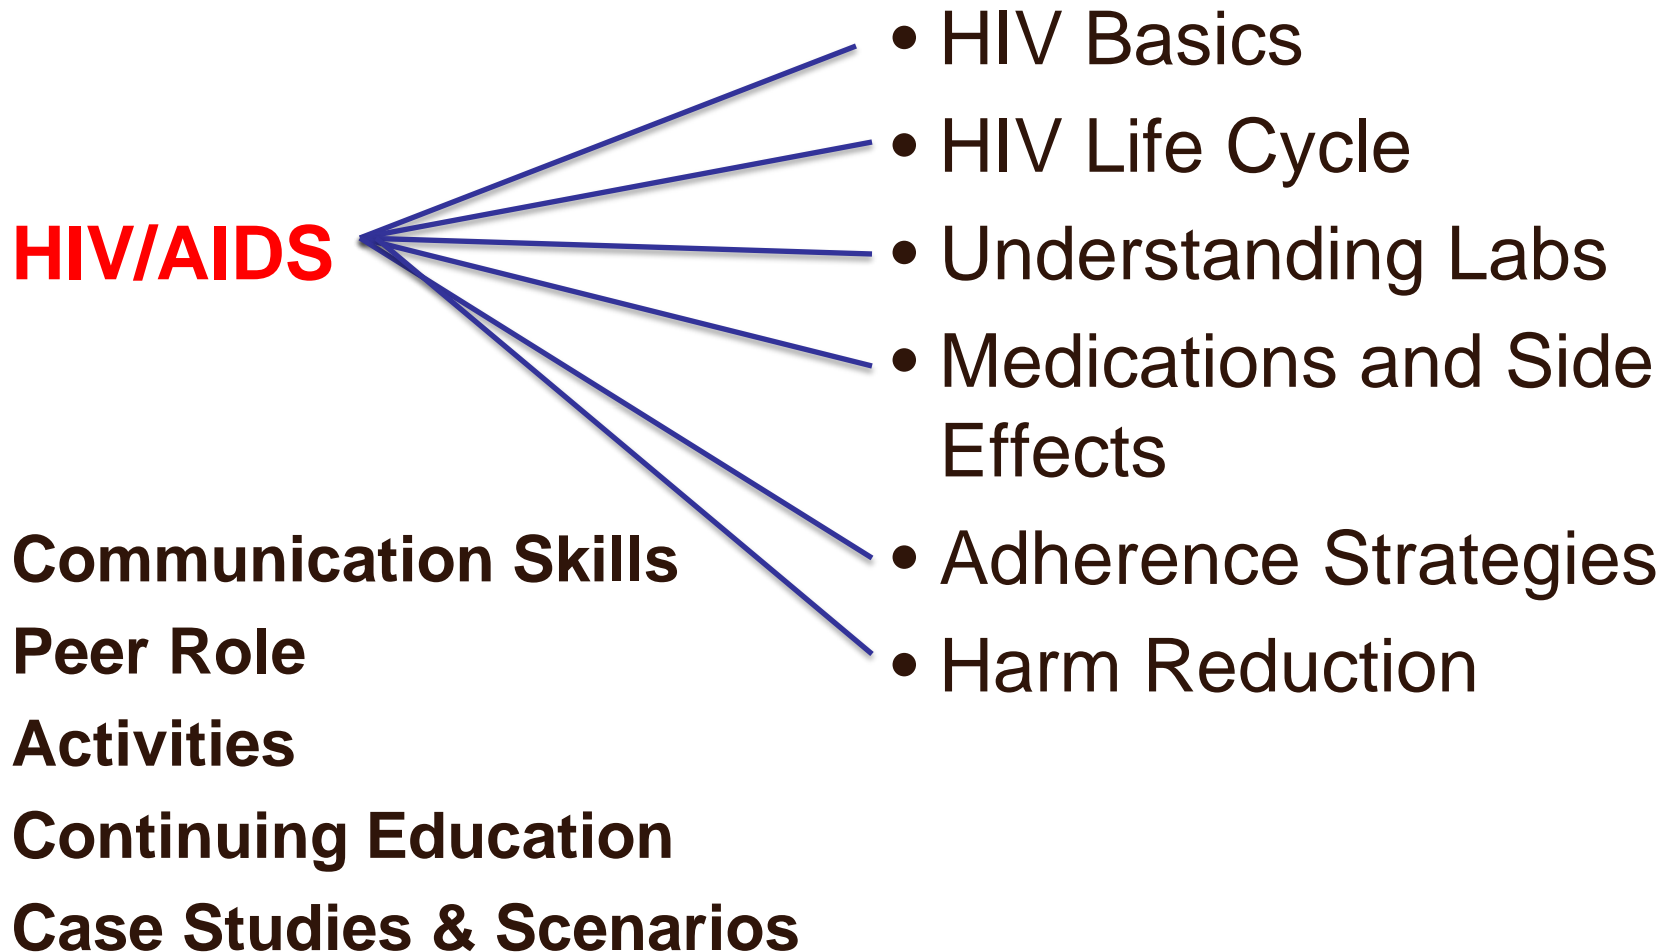 HIV/AIDS
Communication Skills
Peer Role
Activities
Continuing Education
Case Studies & Scenarios
• HIV Basics
• HIV Life Cycle
• Understanding Labs
• Medications and Side
Effects
• Adherence Strategies
• Harm Reduction